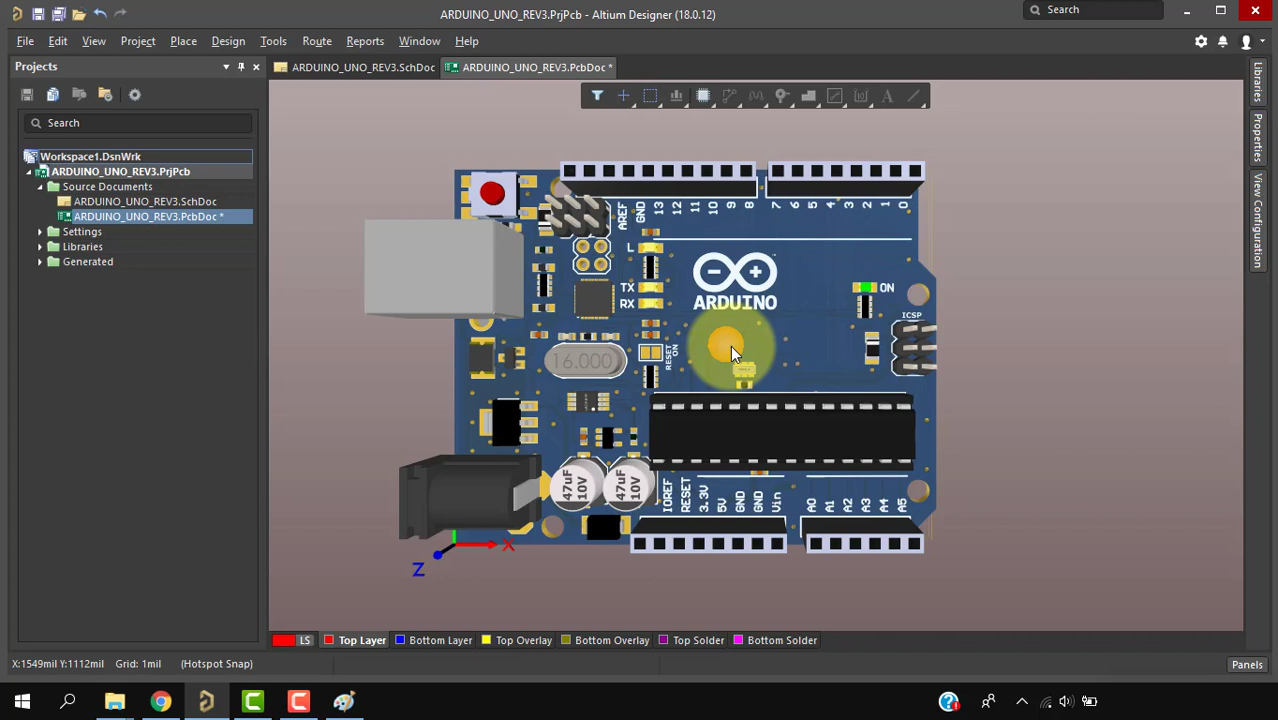 ARDUINO_UNO_REV3.PrjPcb - Altium Designer (18.0.12)
Search
File Edit View Project Place Design Tools Route Reports Window Help
Projects
ARDUINO_UNO_REV3.SchDoc
ARDUINO_UNO_REV3.PcbDoc *
Search
Workspace1.DsnWrk
ARDUINO_UNO_REV3.PrjPcb
Source Documents
ARDUINO_UNO_REV3.SchDoc
ARDUINO_UNO_REV3.PcbDoc *
Settings
Libraries
Generated
AREF
GND
13
12
11
10
9
8
7
6
5
4
3
2
1
0
L
TX
RX
ARDUINO
ON
ICSP
16.000
RESET
ON
47uF
10V
47uF
10V
IOREF
RESET
3.3V
5V
GND
GND
Vin
A0
A1
A2
A3
A4
A5
X
Z
Libraries
Properties
View Configuration
LS Top Layer Bottom Layer Top Overlay Bottom Overlay Top Solder Bottom Solder
X:1549mil Y:1112mil Grid: 1mil (Hotspot Snap)
Panels